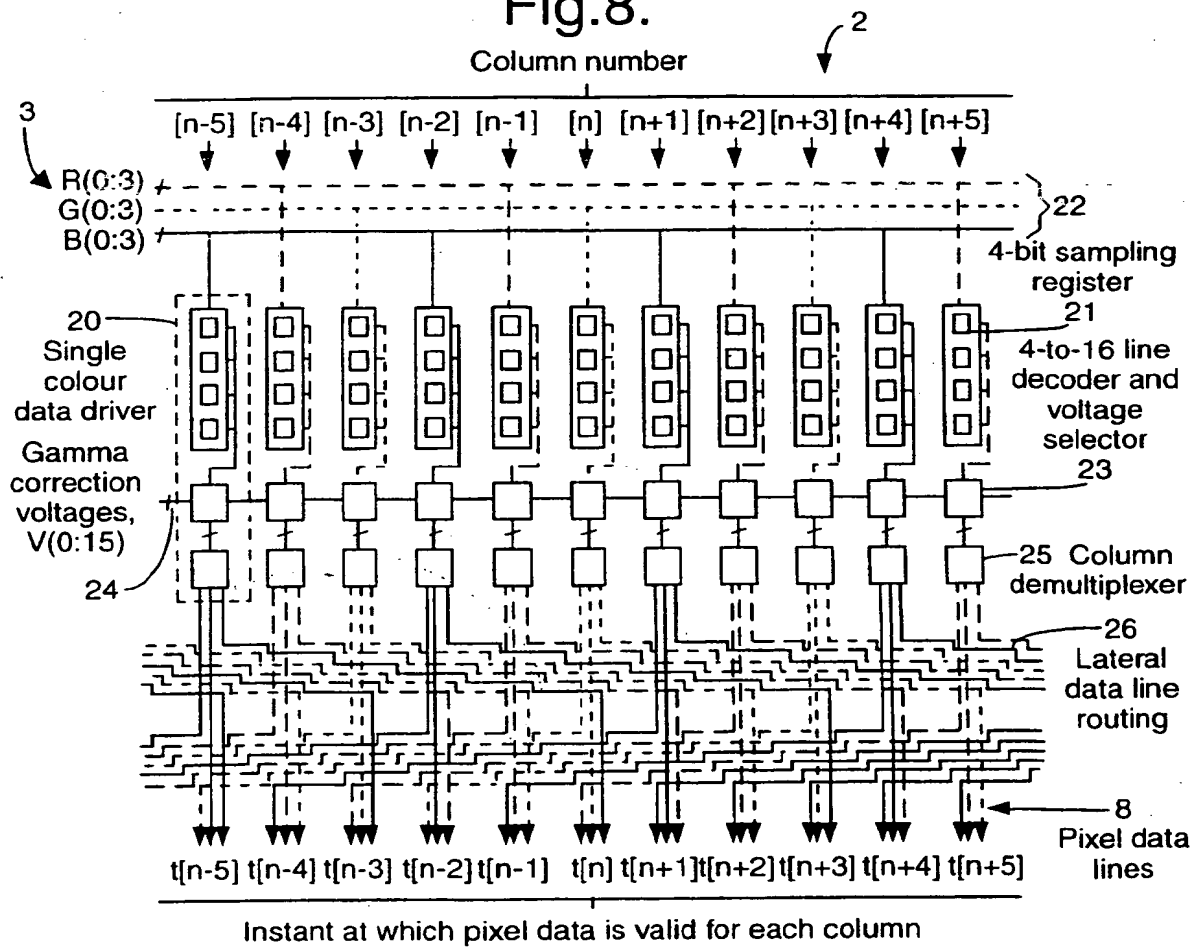 Fig.8.
2
Column number
3
[n-5] [n-4] [n-3] [n-2] [n-1] [n] [n+1] [n+2] [n+3] [n+4] [n+5]
R(0:3)
G(0:3)
B(0:3)
22
4-bit sampling
register
21
20
Single
colour
data driver
4-to-16 line
decoder and
voltage
selector
23
Gamma
correction
voltages,
V(0:15)
24
25 Column
demultiplexer
26
Lateral
data line
routing
8
Pixel data
lines
t[n-5] t[n-4] t[n-3] t[n-2] t[n-1] t[n] t[n+1] t[n+2] t[n+3] t[n+4] t[n+5]
Instant at which pixel data is valid for each column